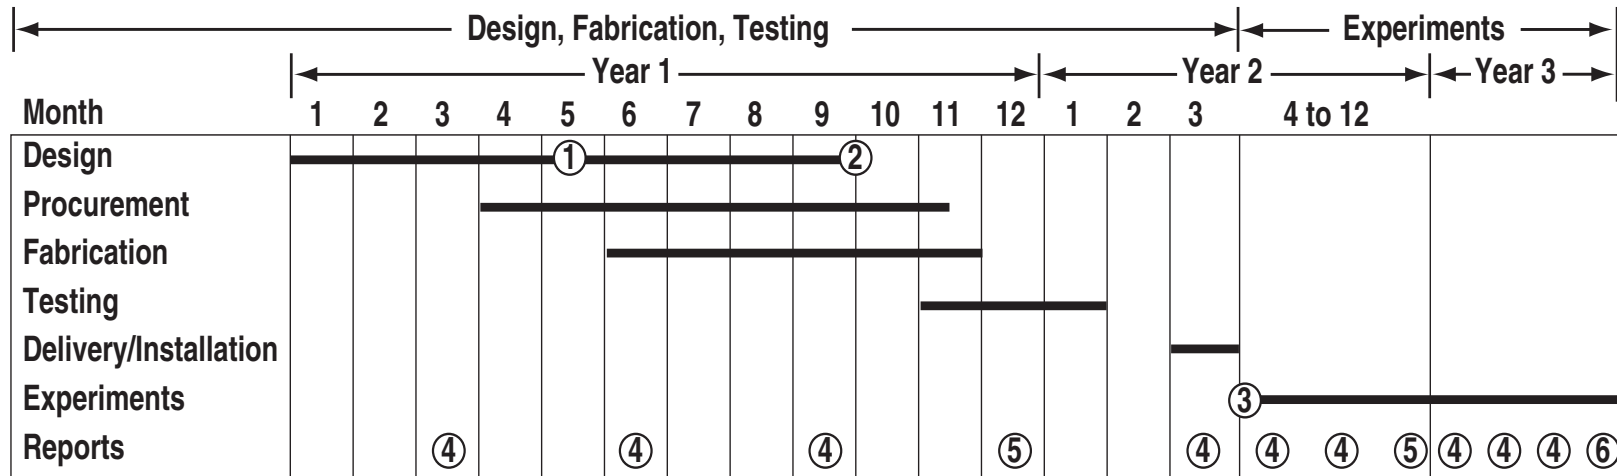 Design, Fabrication, Testing Experiments
Year 1 Year 2 Year 3
Month 1 2 3 4 5 6 7 8 9 10 11 12 1 2 3 4 to 12
Design 1 2
Procurement
Fabrication
Testing
Delivery/Installation
Experiments 3
Reports 4 4 4 5 4 4 4 5 4 4 4 6